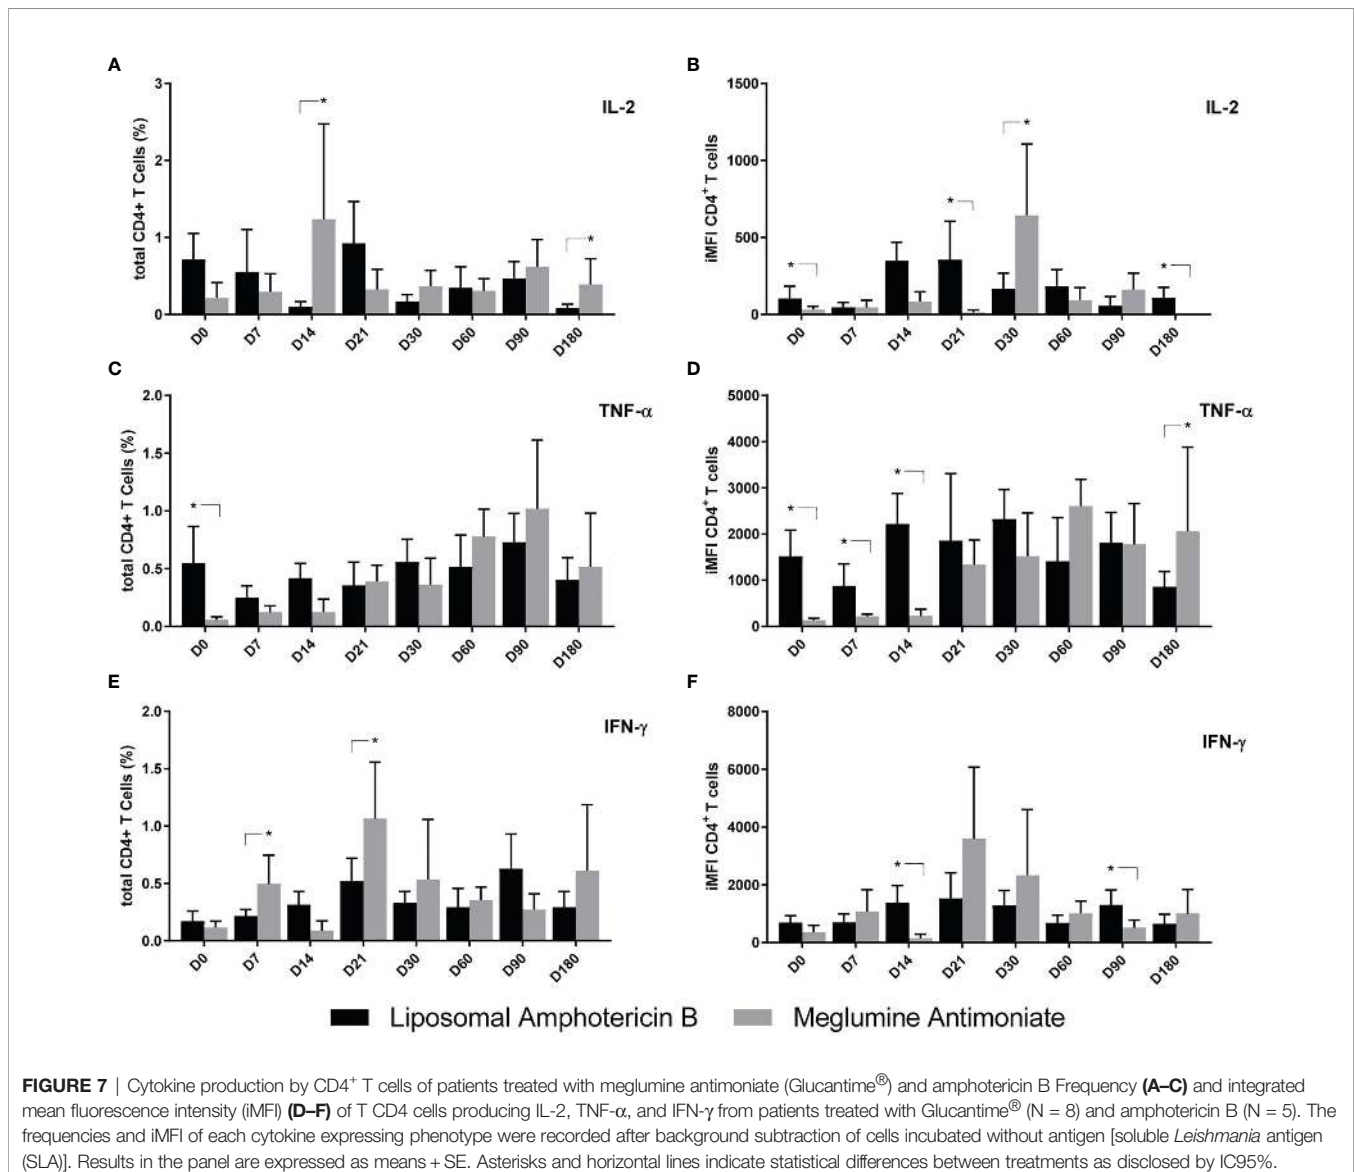 A
IL-2
total CD4+ T Cells (%)
3
2
1
0
*
*
D0 D7 D14 D21 D30 D60 D90 D180
B
IL-2
iMFI CD4⁺ T cells
1500
1000
500
0
*
*
*
*
D0 D7 D14 D21 D30 D60 D90 D180
C
TNF-α
total CD4+ T Cells (%)
2.0
1.5
1.0
0.5
0.0
*
D0 D7 D14 D21 D30 D60 D90 D180
D
TNF-α
iMFI CD4⁺ T cells
5000
4000
3000
2000
1000
0
*
*
*
*
D0 D7 D14 D21 D30 D60 D90 D180
E
IFN-γ
total CD4+ T Cells (%)
2.0
1.5
1.0
0.5
0.0
*
*
D0 D7 D14 D21 D30 D60 D90 D180
F
IFN-γ
iMFI CD4⁺ T cells
8000
6000
4000
2000
0
*
*
D0 D7 D14 D21 D30 D60 D90 D180
Liposomal Amphotericin B Meglumine Antimoniate
FIGURE 7 | Cytokine production by CD4⁺ T cells of patients treated with meglumine antimoniate (Glucantime®) and amphotericin B Frequency (A–C) and integrated
mean fluorescence intensity (iMFI) (D–F) of T CD4 cells producing IL-2, TNF-α, and IFN-γ from patients treated with Glucantime® (N = 8) and amphotericin B (N = 5). The
frequencies and iMFI of each cytokine expressing phenotype were recorded after background subtraction of cells incubated without antigen [soluble Leishmania antigen
(SLA)]. Results in the panel are expressed as means + SE. Asterisks and horizontal lines indicate statistical differences between treatments as disclosed by IC95%.